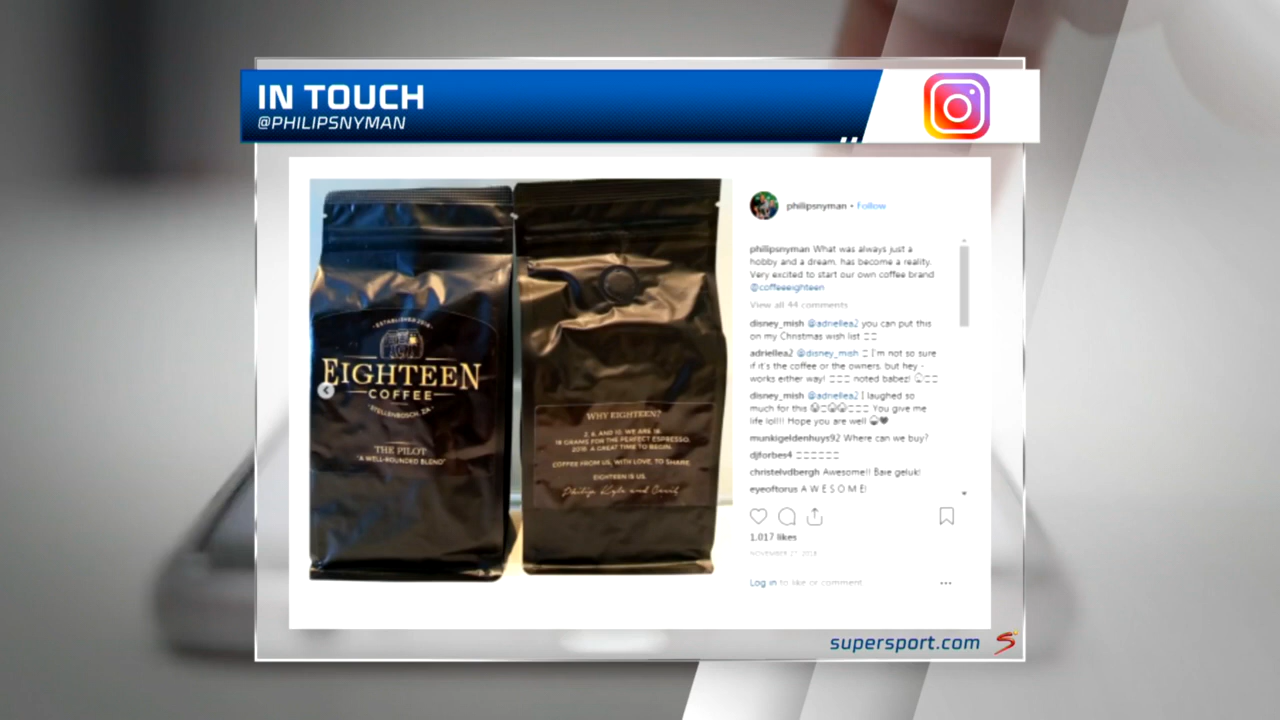 IN TOUCH
@PHILIPSNYMAN
ESTABLISHED 2018
EIGHTEEN
COFFEE
STELLENBOSCH, ZA
THE PILOT
"A WELL-ROUNDED BLEND"
WHY EIGHTEEN?
2, 6, AND 10. WE ARE 18.
18 GRAMS FOR THE PERFECT ESPRESSO.
2018. A GREAT TIME TO BEGIN.
COFFEE FROM US, WITH LOVE, TO SHARE.
EIGHTEEN IS US.
Philip Kyle and
philipsnyman • Follow
philipsnyman What was always just a
hobby and a dream, has become a reality.
Very excited to start our own coffee brand
@coffeeeighteen
View all 44 comments
disney_mish @adriellea2 you can put this
on my Christmas wish list
adriellea2 @disney_mish I'm not so sure
if it's the coffee or the owners, but hey -
works either way! noted babez!
disney_mish @adriellea2 I laughed so
much for this You give me
life lol!!! Hope you are well
munkigeldenhuys92 Where can we buy?
djforbes4
christelvdbergh Awesome!! Baie geluk!
eyeoftorus A W E S O M E!
1,017 likes
NOVEMBER 27, 2018
Log in to like or comment.
supersport.com